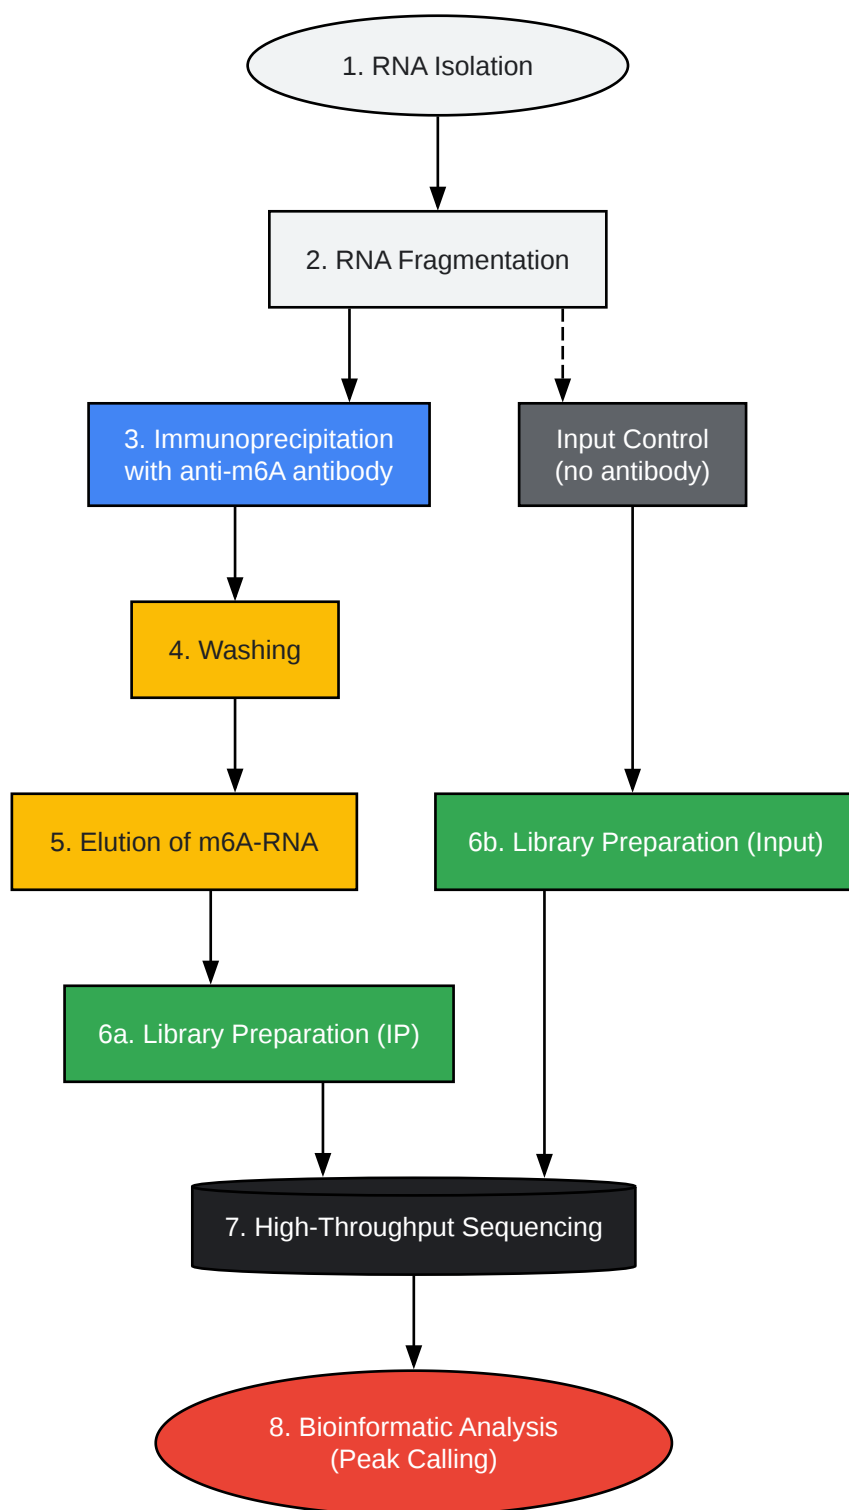 1. RNA Isolation
2. RNA Fragmentation
3. Immunoprecipitation
with anti-m6A antibody
Input Control
(no antibody)
4. Washing
5. Elution of m6A-RNA
6b. Library Preparation (Input)
6a. Library Preparation (IP)
7. High-Throughput Sequencing
8. Bioinformatic Analysis
(Peak Calling)